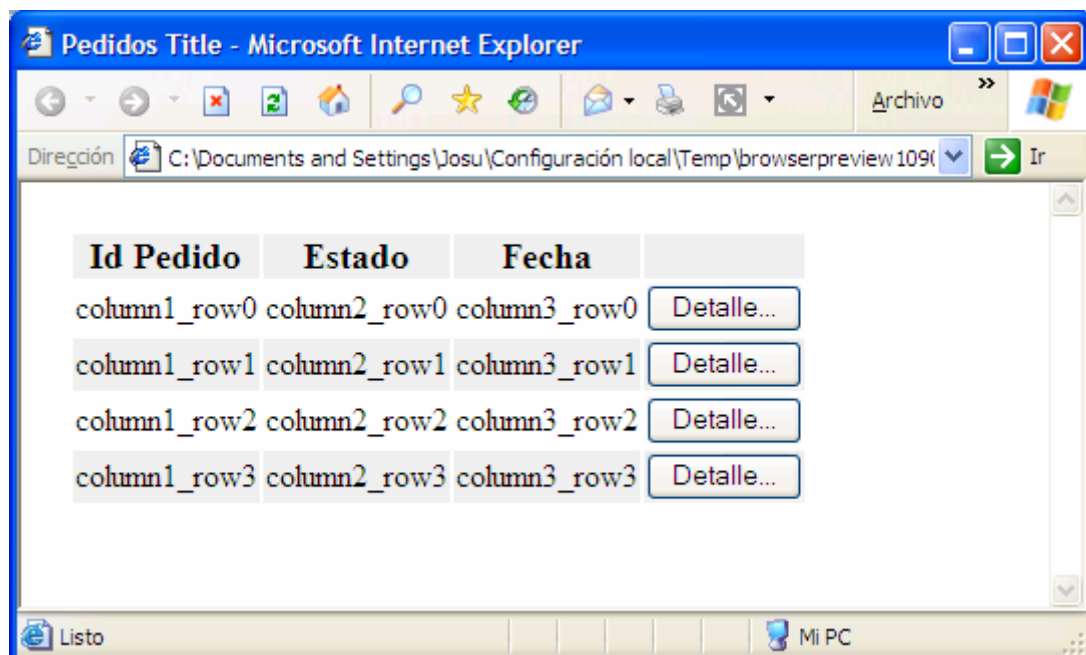 Pedidos Title - Microsoft Internet Explorer
Archivo »
Dirección C:\Documents and Settings\Josu\Configuración local\Temp\browserpreview109( Ir
Id Pedido Estado Fecha
column1_row0 column2_row0 column3_row0 Detalle...
column1_row1 column2_row1 column3_row1 Detalle...
column1_row2 column2_row2 column3_row2 Detalle...
column1_row3 column2_row3 column3_row3 Detalle...
Listo Mi PC